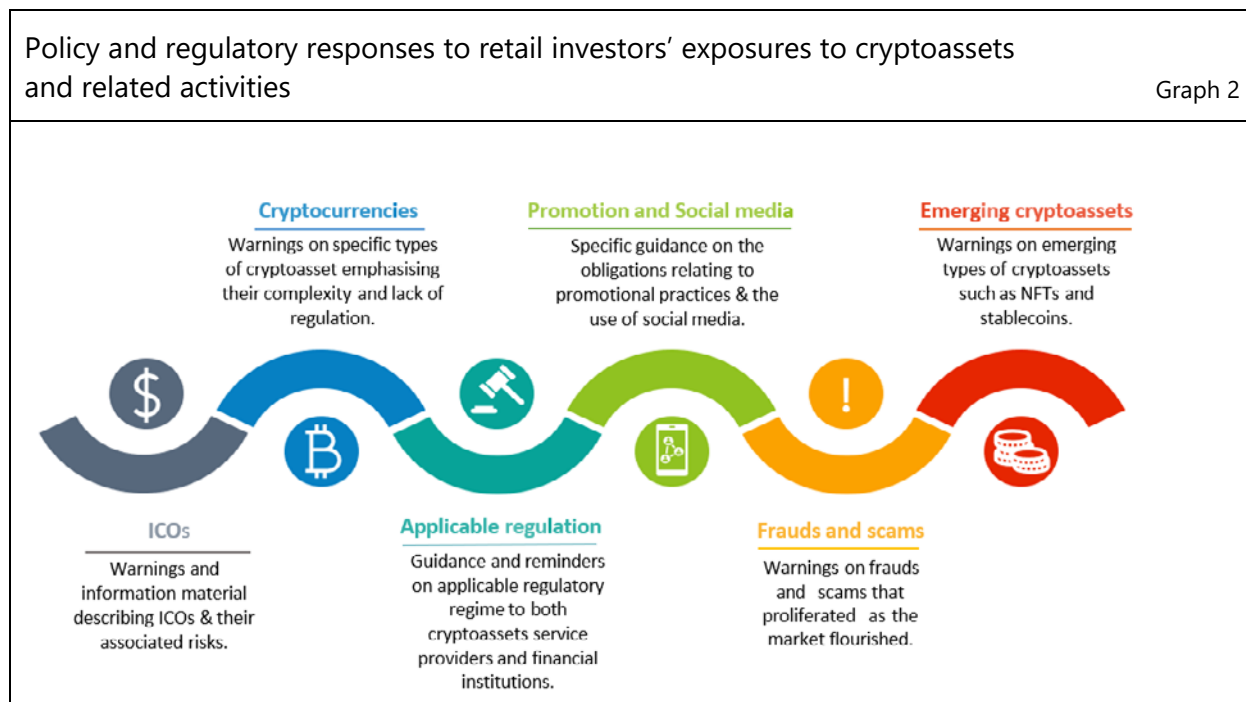 Policy and regulatory responses to retail investors’ exposures to cryptoassets
and related activities
Graph 2
Cryptocurrencies
Warnings on specific types
of cryptoasset emphasising
their complexity and lack of
regulation.
Promotion and Social media
Specific guidance on the
obligations relating to
promotional practices & the
use of social media.
Emerging cryptoassets
Warnings on emerging
types of cryptoassets
such as NFTs and
stablecoins.
ICOs
Warnings and
information material
describing ICOs & their
associated risks.
Applicable regulation
Guidance and reminders
on applicable regulatory
regime to both
cryptoassets service
providers and financial
institutions.
Frauds and scams
Warnings on frauds
and scams that
proliferated as the
market flourished.